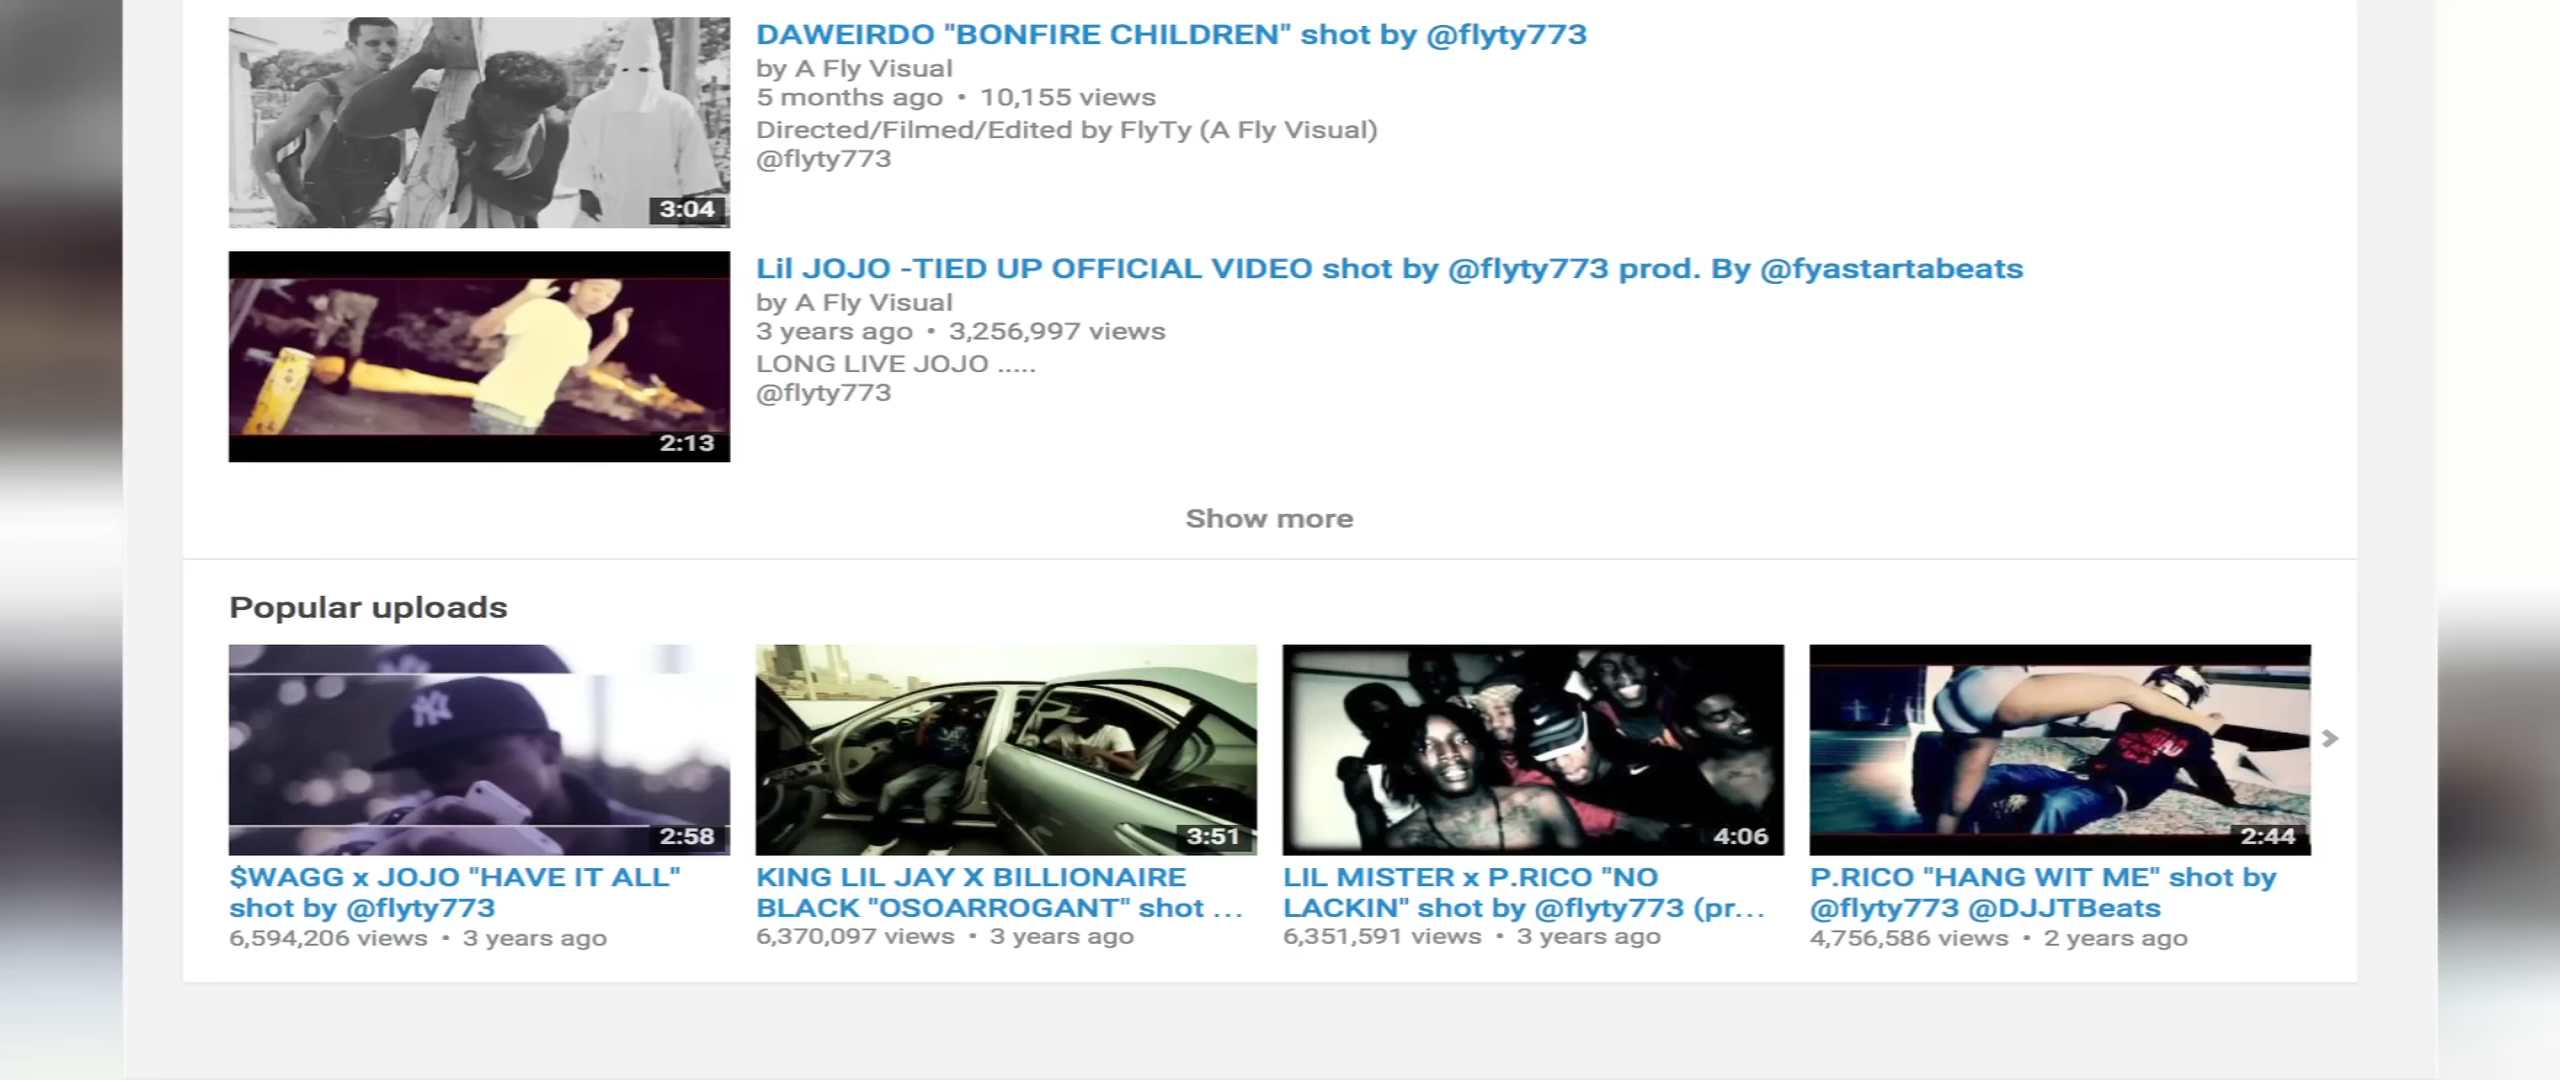 DAWEIRDO "BONFIRE CHILDREN" shot by @flyty773
by A Fly Visual
5 months ago • 10,155 views
Directed/Filmed/Edited by FlyTy (A Fly Visual)
@flyty773
3:04
Lil JOJO -TIED UP OFFICIAL VIDEO shot by @flyty773 prod. By @fyastartabeats
by A Fly Visual
3 years ago • 3,256,997 views
LONG LIVE JOJO .....
@flyty773
2:13
Show more
Popular uploads
NY
2:58
$WAGG x JOJO "HAVE IT ALL"
shot by @flyty773
6,594,206 views • 3 years ago
3:51
KING LIL JAY X BILLIONAIRE
BLACK "OSOARROGANT" shot ...
6,370,097 views • 3 years ago
4:06
LIL MISTER x P.RICO "NO
LACKIN" shot by @flyty773 (pr...
6,351,591 views • 3 years ago
2:44
P.RICO "HANG WIT ME" shot by
@flyty773 @DJJTBeats
4,756,586 views • 2 years ago